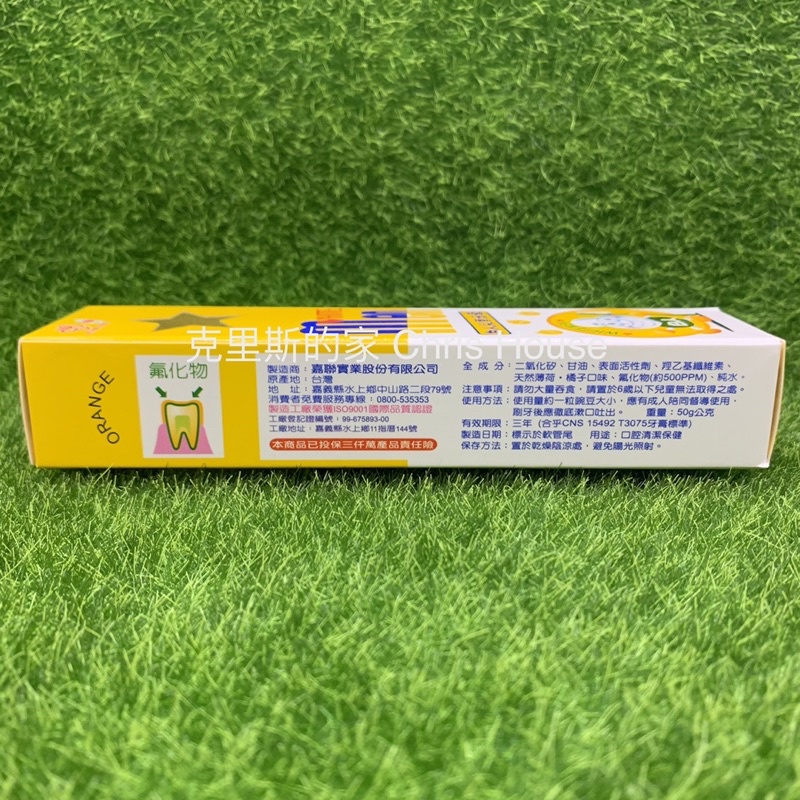 克里斯的家 Chris House
ORANGE
氟化物
製造商：嘉聯實業股份有限公司
原產地：台灣
地　址：嘉義縣水上鄉中山路二段79號
消費者免費服務專線：0800-535353
製造工廠榮獲ISO9001國際品質認證
工廠登記證編號：99-675893-00
工廠地址：嘉義縣水上鄉11指厝144號
本商品已投保三仟萬產品責任險
全 成 分：二氧化矽、甘油、表面活性劑、羥乙基纖維素、
天然薄荷、橘子口味、氟化物(約500PPM)、純水。
注意事項：請勿大量吞食，請置於6歲以下兒童無法取得之處。
使用方法：使用量約一粒豌豆大小，應有成人陪同督導使用，
刷牙後應徹底漱口吐出。　重量：50g公克
有效期限：三年 (合乎CNS 15492 T3075牙膏標準)
製造日期：標示於軟管尾　用途：口腔清潔保健
保存方法：置於乾燥陰涼處，避免陽光照射。